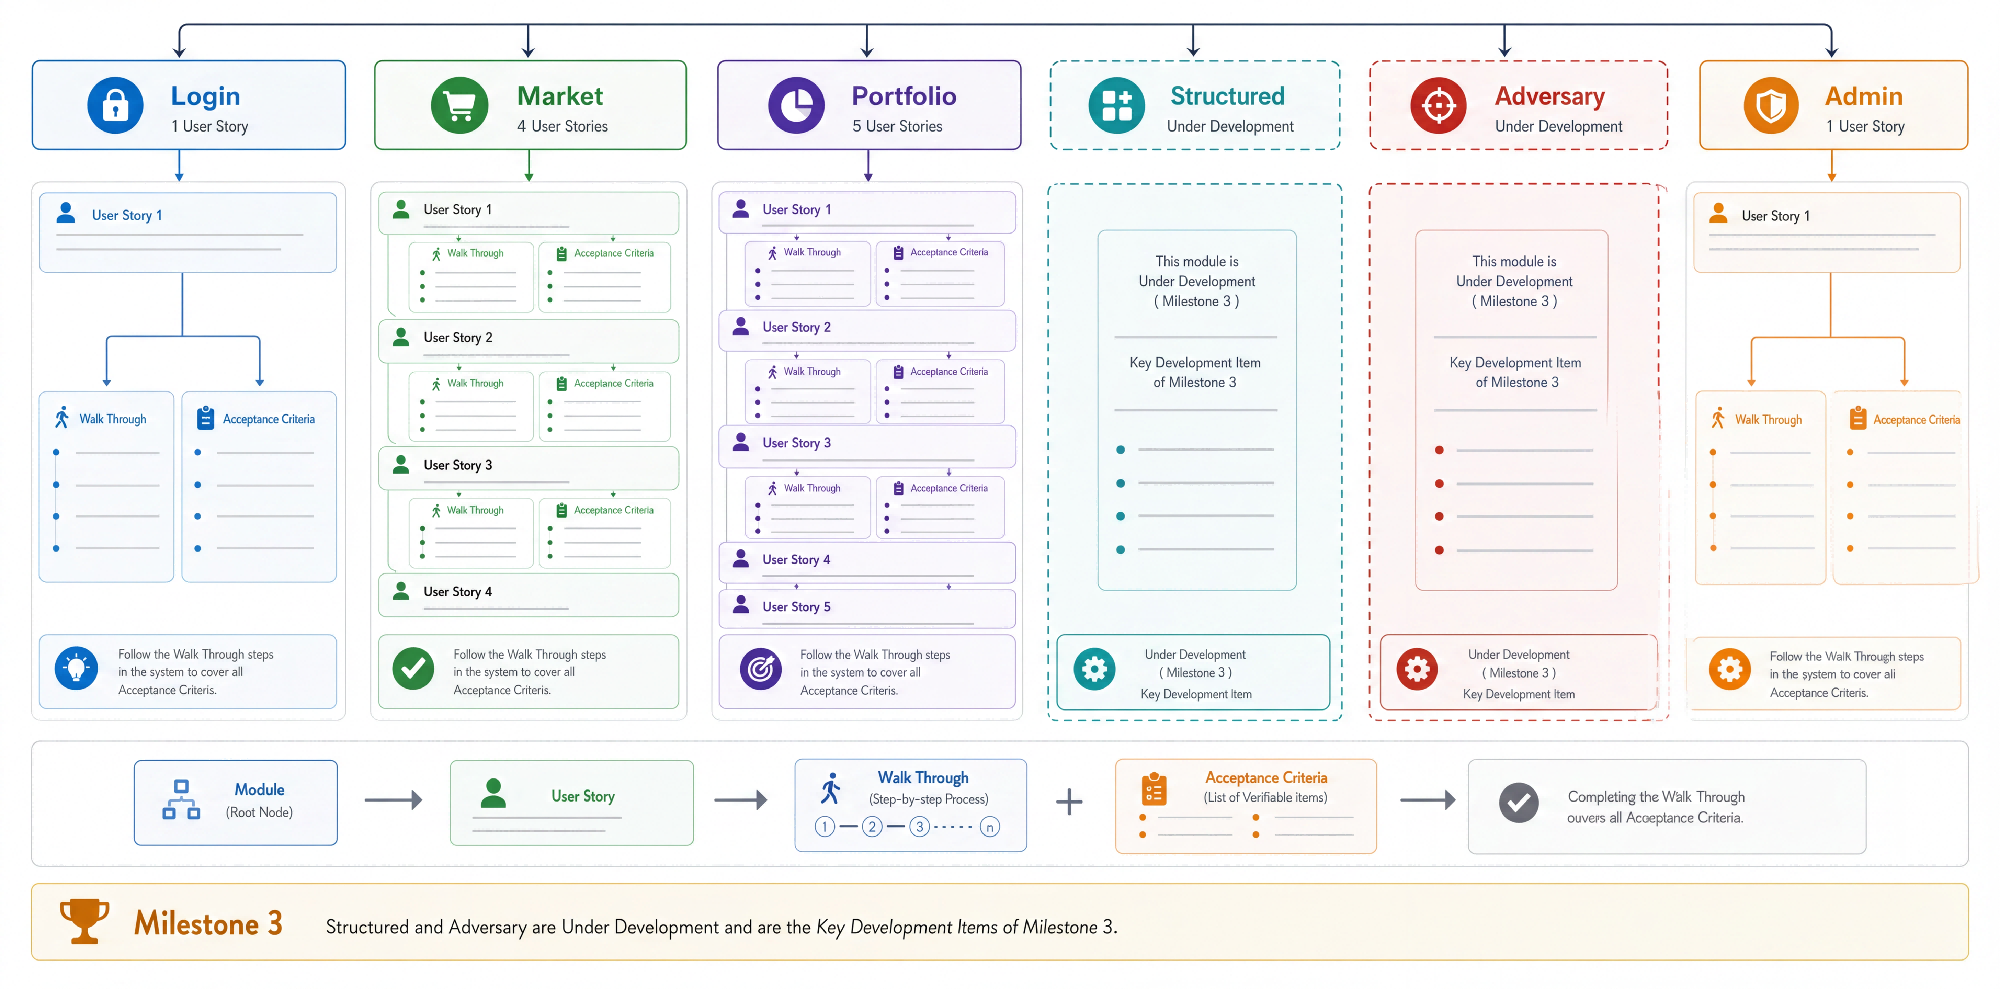 Login
1 User Story
Market
4 User Stories
Portfolio
5 User Stories
Structured
Under Development
Adversary
Under Development
Admin
1 User Story
User Story 1
Walk Through
Acceptance Criteria
Follow the Walk Through steps
in the system to cover all
Acceptance Criteria.
User Story 1
Walk Through
Acceptance Criteria
User Story 2
Walk Through
Acceptance Criteria
User Story 3
Walk Through
Acceptance Criteria
User Story 4
Follow the Walk Through steps
in the system to cover all
Acceptance Criteria.
User Story 1
Walk Through
Acceptance Criteria
User Story 2
Walk Through
Acceptance Criteria
User Story 3
Walk Through
Acceptance Criteria
User Story 4
User Story 5
Follow the Walk Through steps
in the system to cover all
Acceptance Criteria.
This module is
Under Development
( Milestone 3 )
Key Development Item
of Milestone 3
Under Development
( Milestone 3 )
Key Development Item
This module is
Under Development
( Milestone 3 )
Key Development Item
of Milestone 3
Under Development
( Milestone 3 )
Key Development Item
User Story 1
Walk Through
Acceptance Criteria
Follow the Walk Through steps
in the system to cover all
Acceptance Criteria.
Module
(Root Node)
User Story
Walk Through
(Step-by-step Process)
1 2 3 n
+
Acceptance Criteria
(List of Verifiable items)
Completing the Walk Through
ouvers all Acceptance Criteria.
Milestone 3
Structured and Adversary are Under Development and are the Key Development Items of Milestone 3.